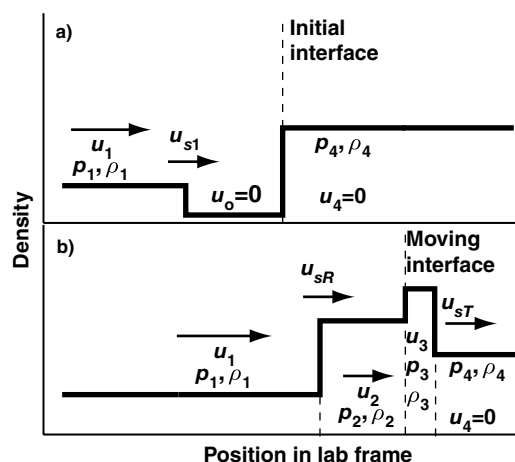 a)
Initial
interface
u1
us1
p1, ρ1
uo=0
p4, ρ4
u4=0
Density
b)
Moving
interface
usR
usT
u1
p1, ρ1
u2
p2, ρ2
u3
p3
ρ3
p4, ρ4
u4=0
Position in lab frame